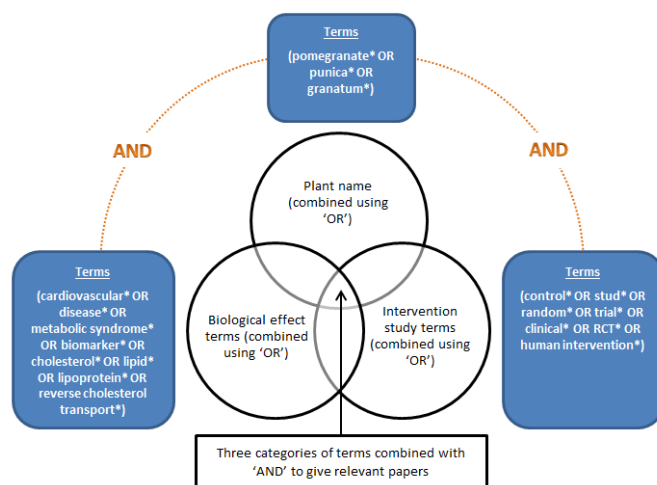 Terms
(pomegranate* OR
punica* OR
granatum*)
AND
AND
Plant name
(combined using
‘OR’)
Terms
(cardiovascular* OR
disease* OR
metabolic syndrome*
OR biomarker* OR
cholesterol* OR lipid*
OR lipoprotein* OR
reverse cholesterol
transport*)
Biological effect
terms (combined
using ‘OR’)
Intervention
study terms
(combined using
‘OR’)
Terms
(control* OR stud* OR
random* OR trial* OR
clinical* OR RCT* OR
human intervention*)
Three categories of terms combined with
‘AND’ to give relevant papers